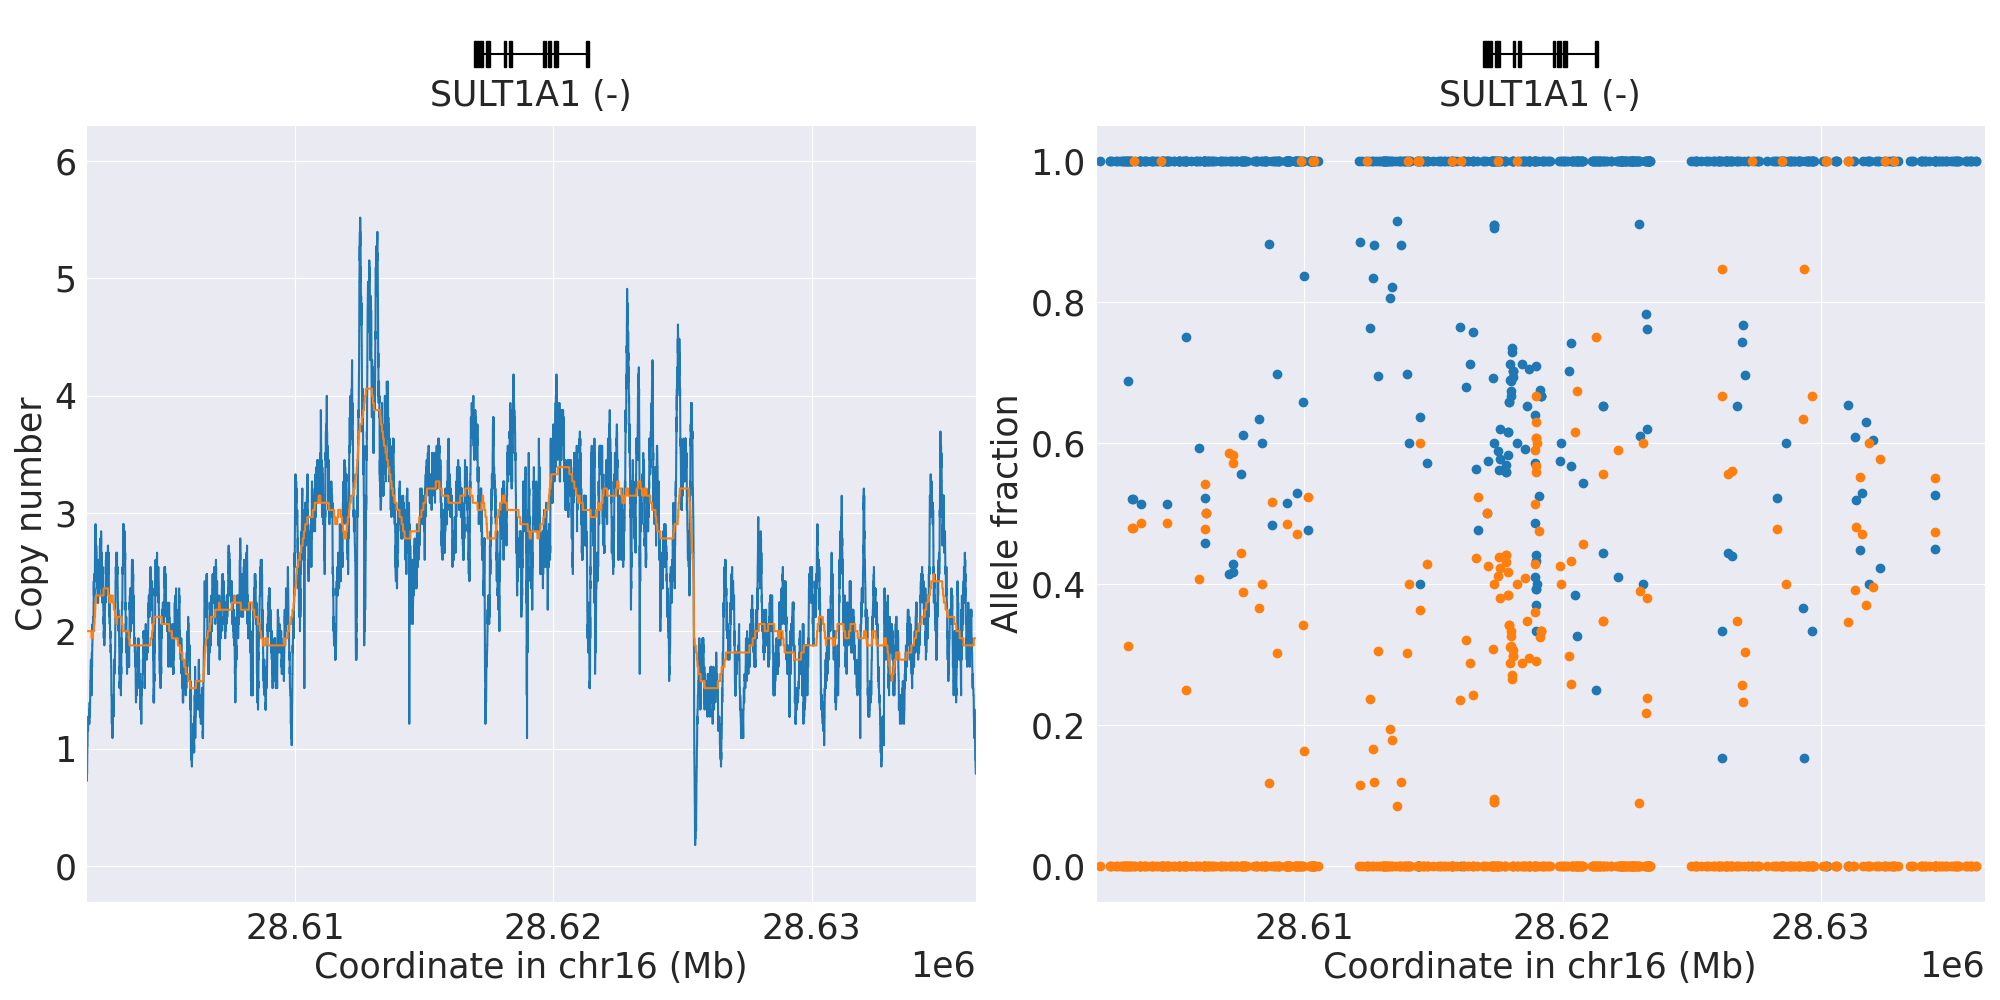 SULT1A1 (-)
6
5
4
3
2
1
0
Copy number
28.61
28.62
28.63
Coordinate in chr16 (Mb)
1e6
SULT1A1 (-)
1.0
0.8
0.6
0.4
0.2
0.0
Allele fraction
28.61
28.62
28.63
Coordinate in chr16 (Mb)
1e6